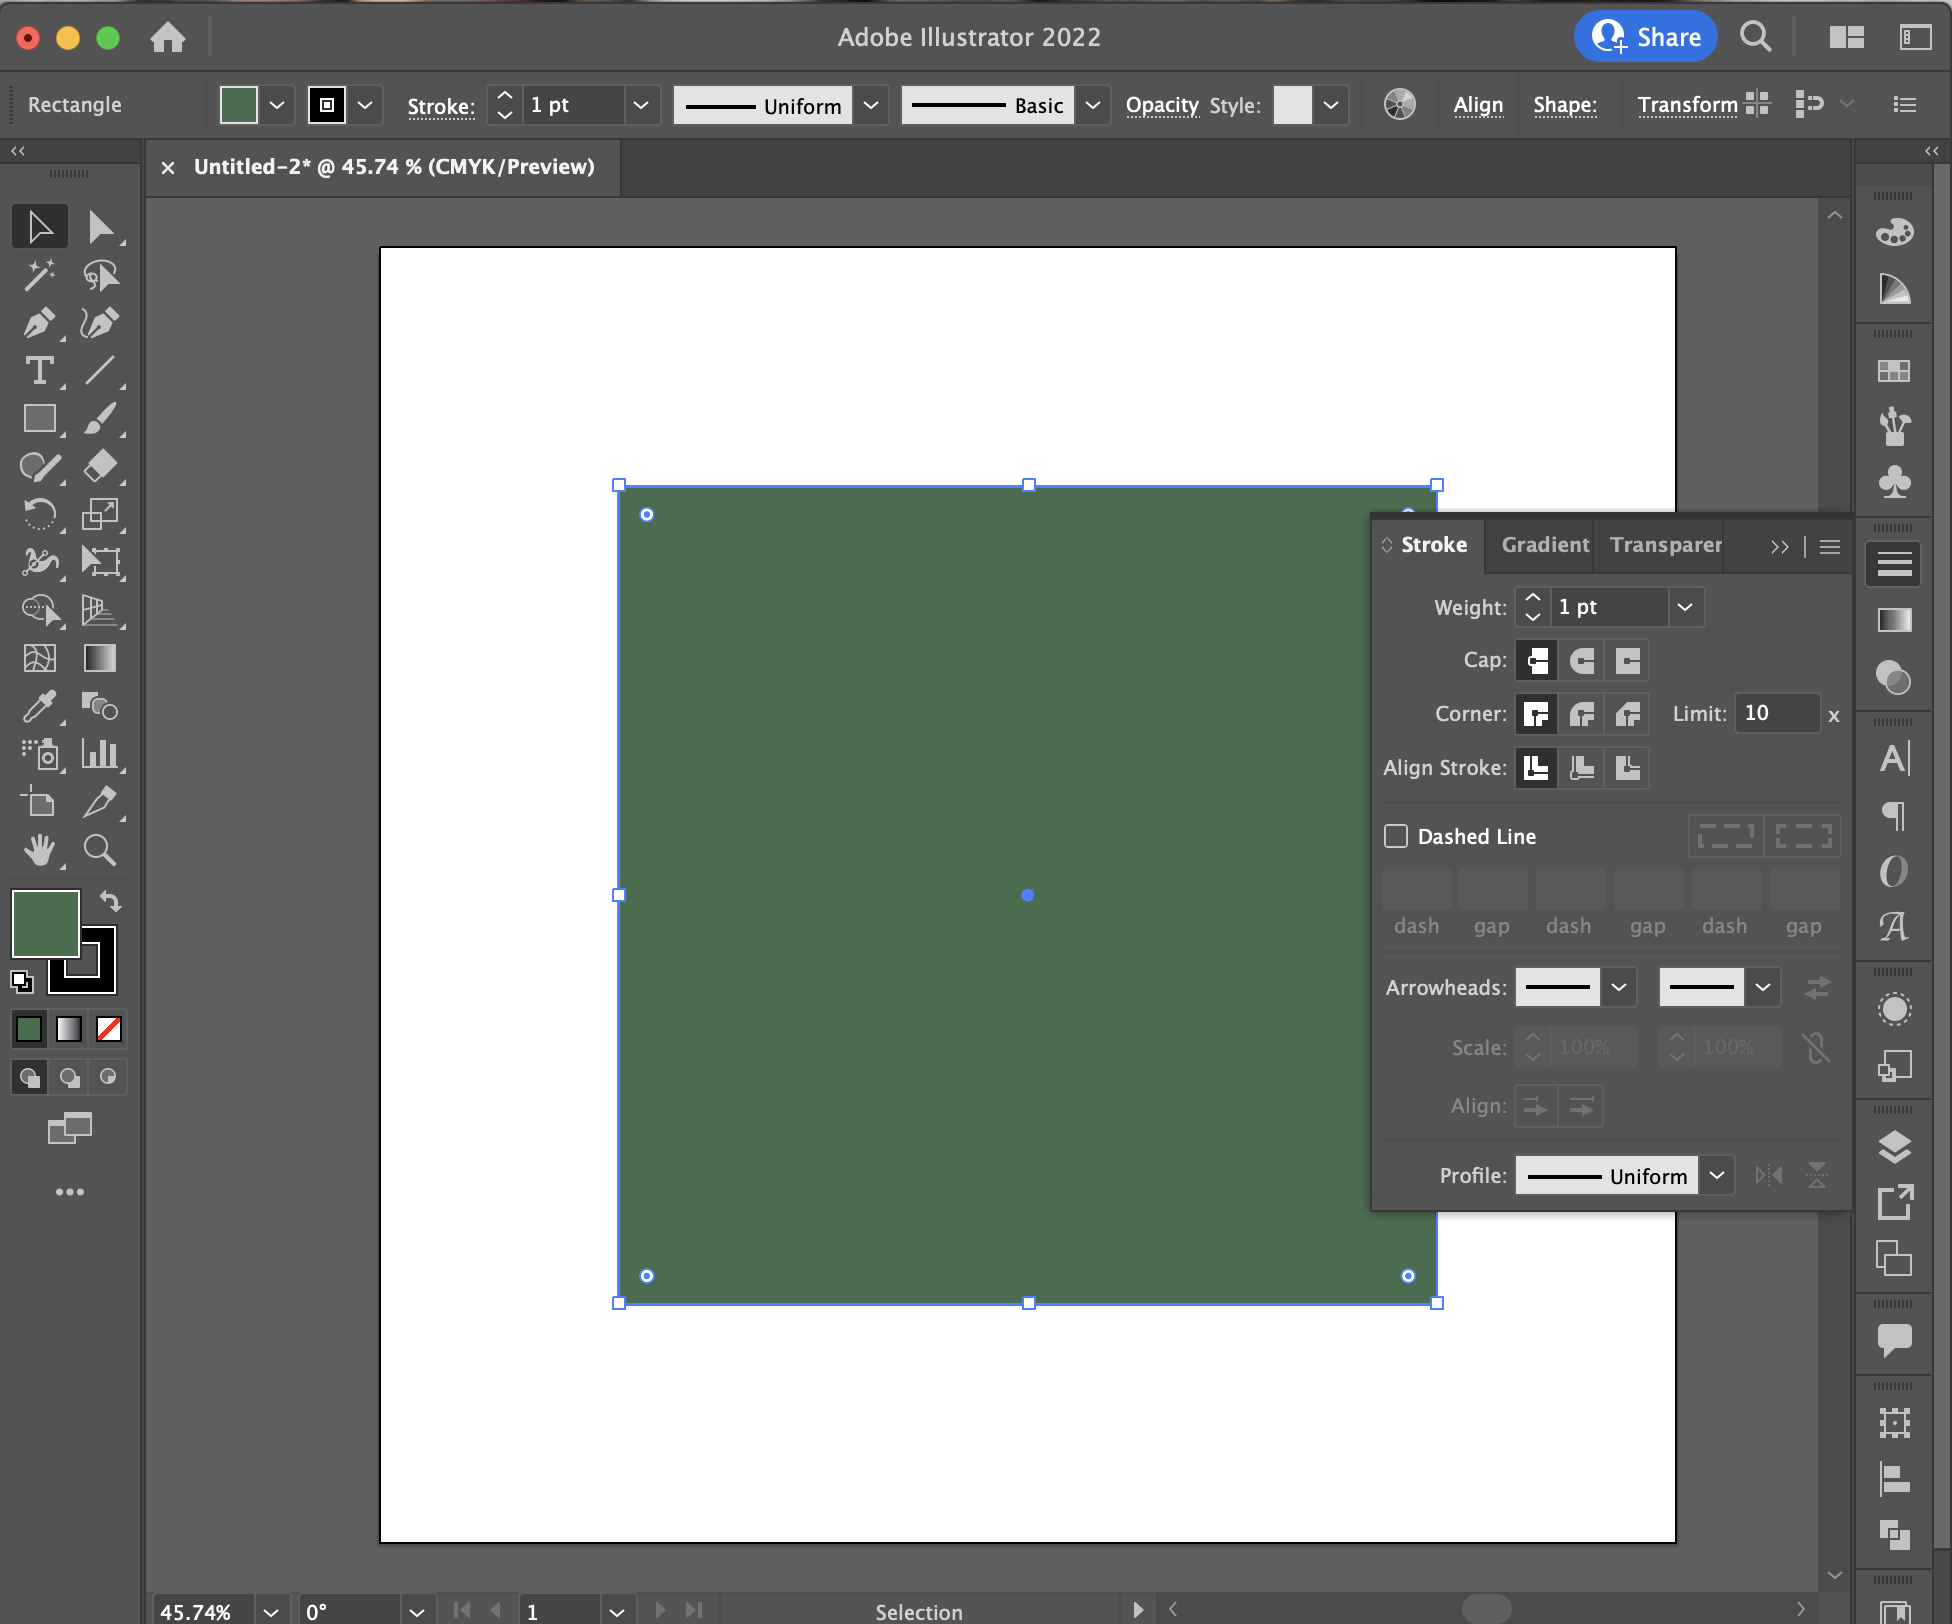 Adobe Illustrator 2022
Share
Rectangle
Stroke:
1 pt
Uniform
Basic
Opacity
Style:
Align
Shape:
Transform
Untitled-2* @ 45.74 % (CMYK/Preview)
Stroke
Gradient
Transparer
Weight:
1 pt
Cap:
Corner:
Limit:
10
x
Align Stroke:
Dashed Line
dash
gap
dash
gap
dash
gap
Arrowheads:
Scale:
100%
100%
Align:
Profile:
Uniform
45.74%
0°
1
Selection